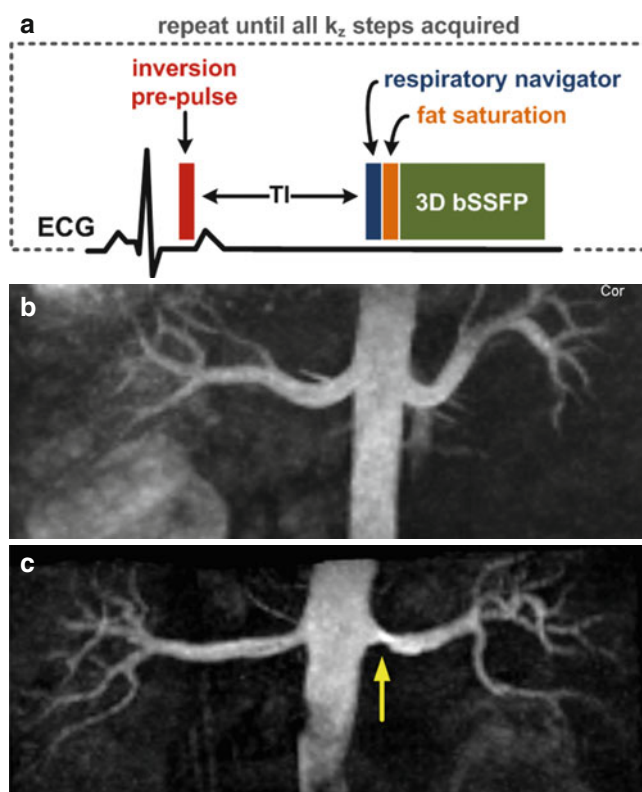 a
repeat until all kz steps acquired
inversion
pre-pulse
respiratory navigator
fat saturation
TI
3D bSSFP
ECG
b
Cor
c